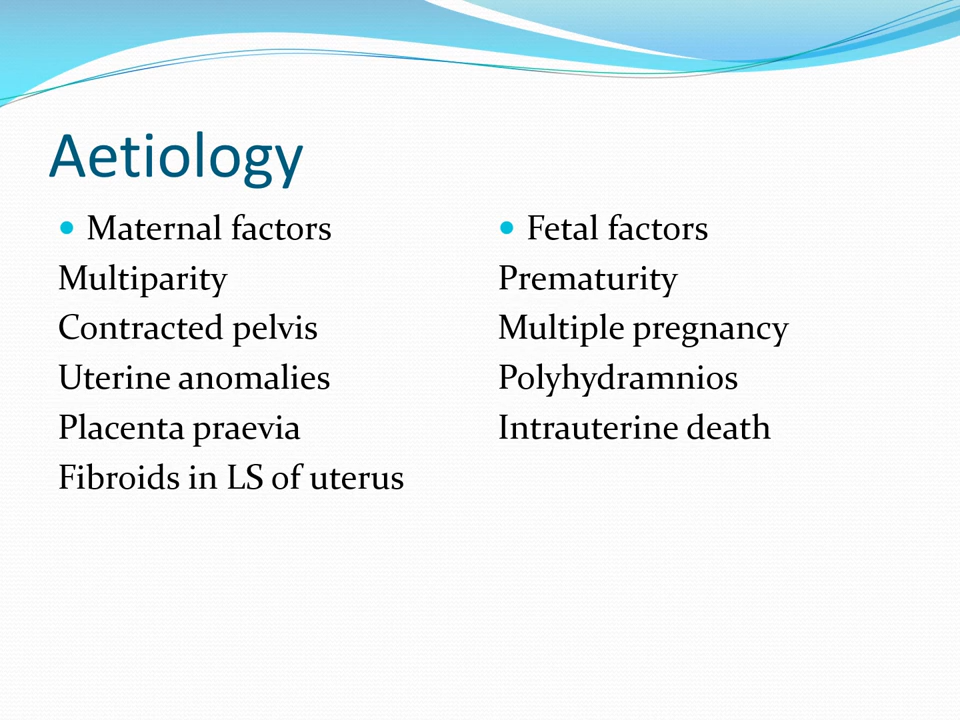 Aetiology
Maternal factors
Multiparity
Contracted pelvis
Uterine anomalies
Placenta praevia
Fibroids in LS of uterus
Fetal factors
Prematurity
Multiple pregnancy
Polyhydramnios
Intrauterine death